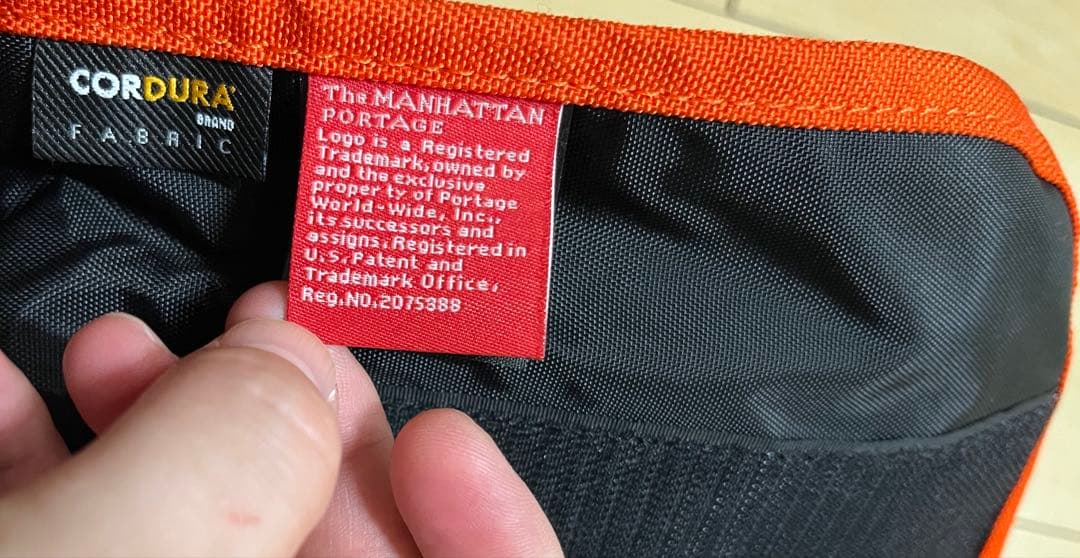 CORDURA
BRAND
FABRIC
The MANHATTAN
PORTAGE
Logo is a Registered
Trademark, owned by
and the exclusive
property of Portage
World-Wide, Inc.,
its successors and
assigns. Registered in
U.S. Patent and
Trademark Office.
Reg.NO.2075388